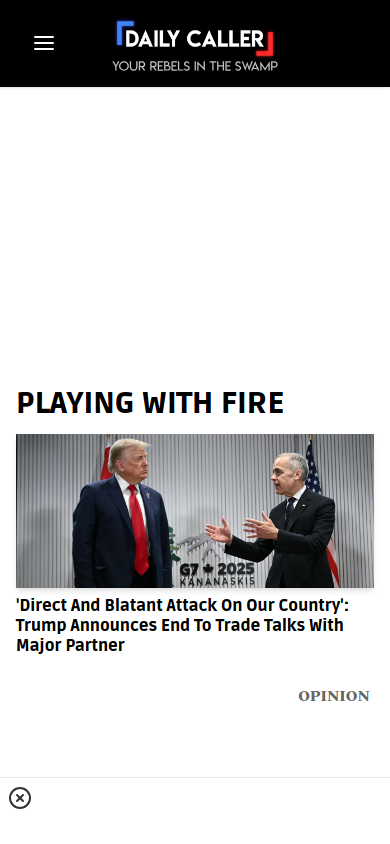 DAILY CALLER
YOUR REBELS IN THE SWAMP
PLAYING WITH FIRE
G7 2025
KANANASKIS
'Direct And Blatant Attack On Our Country':
Trump Announces End To Trade Talks With
Major Partner
OPINION